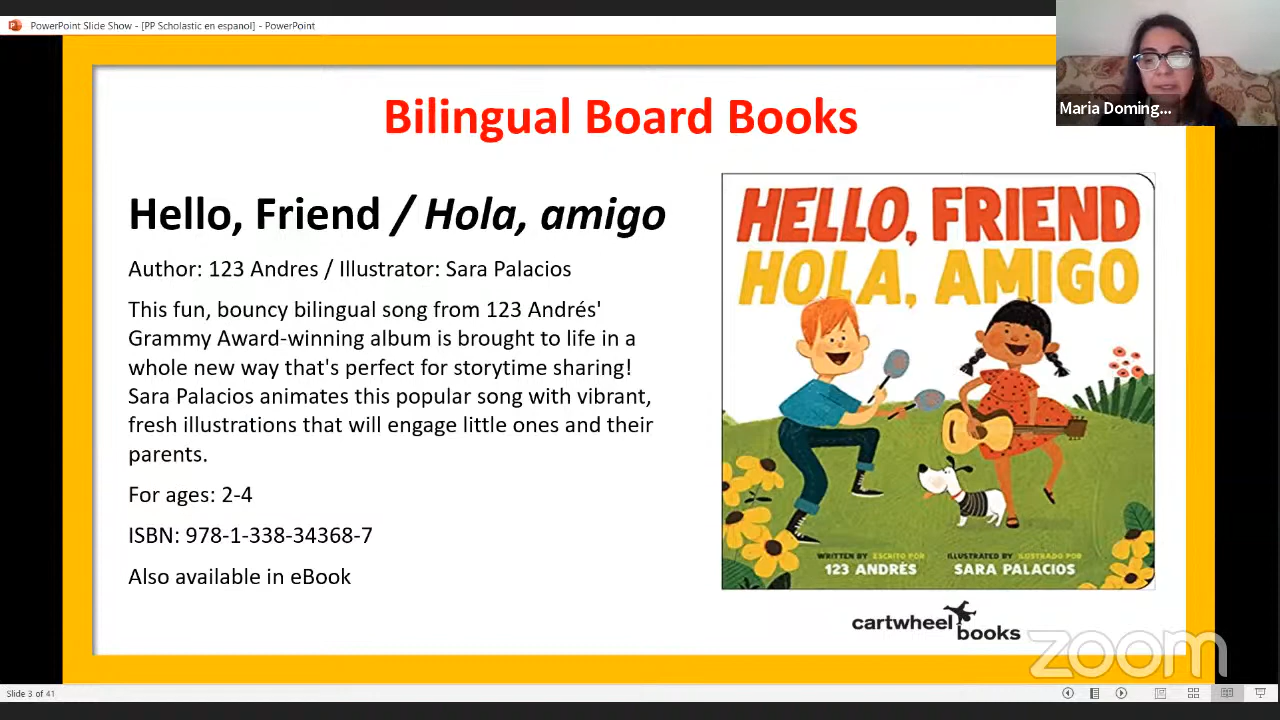 PowerPoint Slide Show - [PP Scholastic en espanol] - PowerPoint
Maria Doming...
Bilingual Board Books
Hello, Friend / Hola, amigo
Author: 123 Andres / Illustrator: Sara Palacios
This fun, bouncy bilingual song from 123 Andrés'
Grammy Award-winning album is brought to life in a
whole new way that's perfect for storytime sharing!
Sara Palacios animates this popular song with vibrant,
fresh illustrations that will engage little ones and their
parents.
For ages: 2-4
ISBN: 978-1-338-34368-7
Also available in eBook
HELLO, FRIEND
HOLA, AMIGO
WRITTEN BY ESCRITO POR
123 ANDRÉS
ILLUSTRATED BY ILUSTRADO POR
SARA PALACIOS
cartwheel
books
zoom
Slide 3 of 41